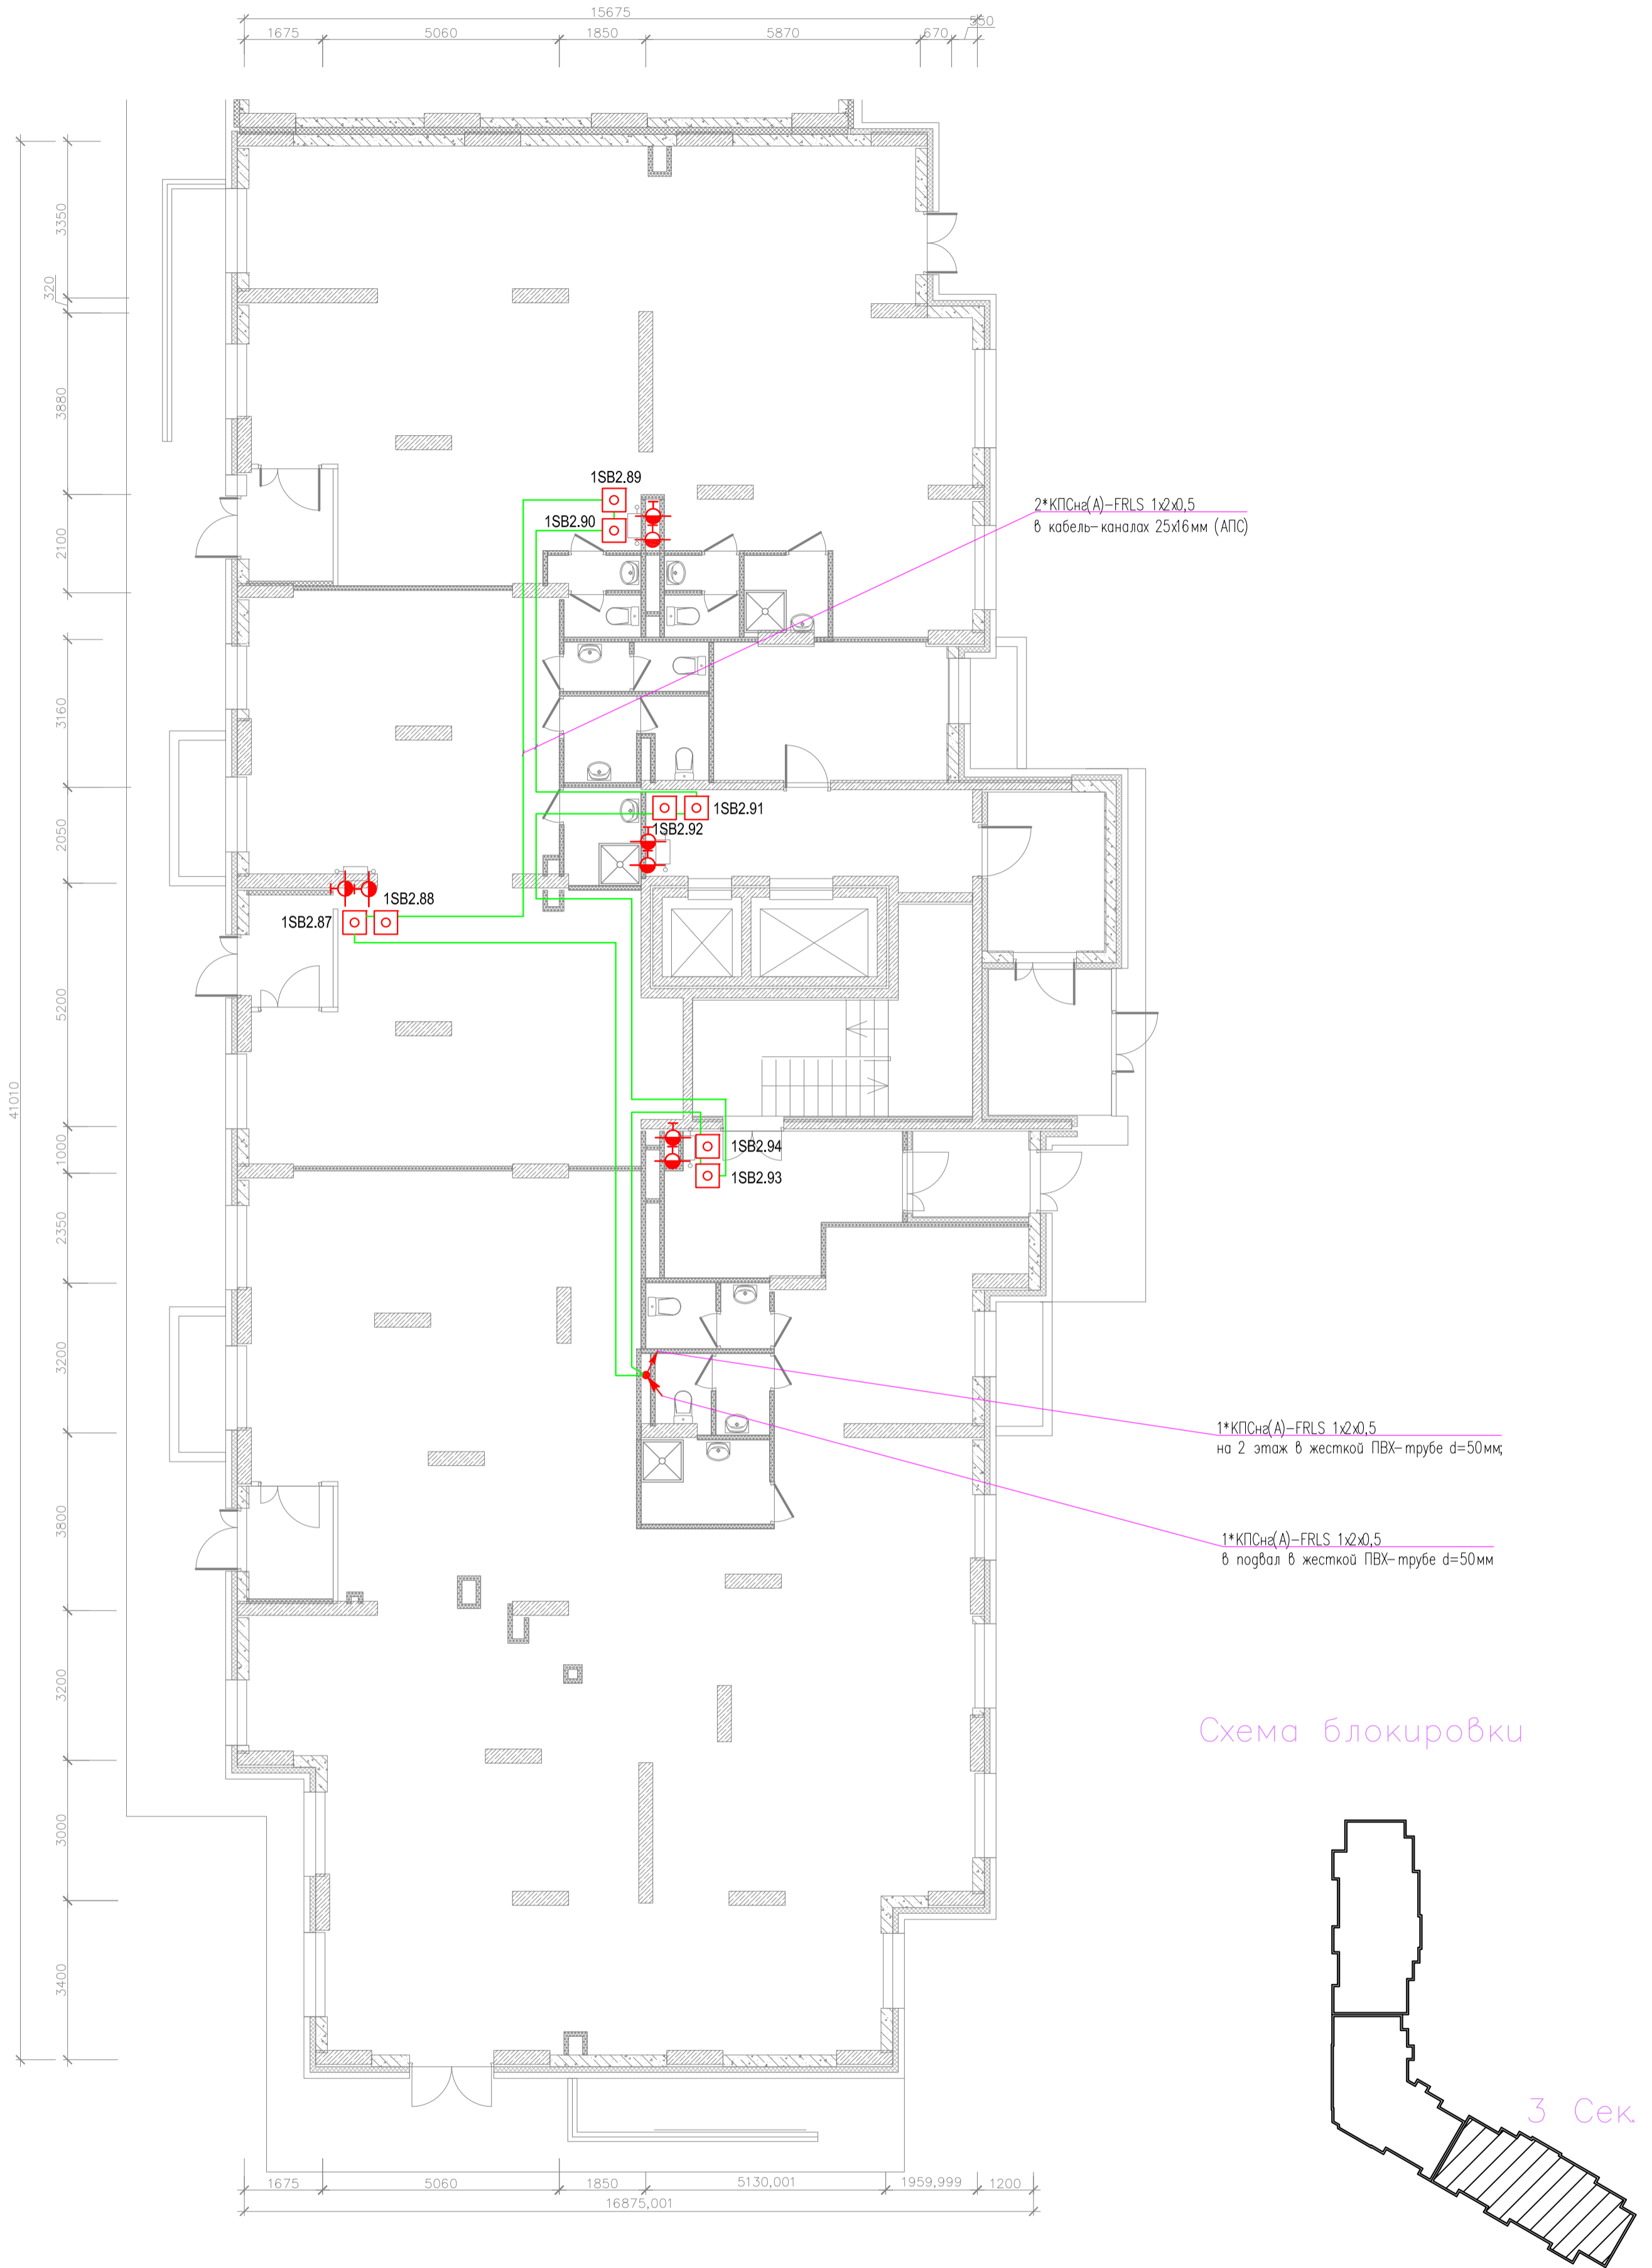 15675
550
1675
5060
1850
5870
670
3350
320
3880
1SB2.89
2*КПСнг(А)-FRLS 1x2x0,5
1SB2.90
в кабель-каналах 25x16мм (АПС)
2100
3160
1SB2.91
1SB2.92
2050
1SB2.88
1SB2.87
5200
41010
1SB2.94
1000
1SB2.93
2350
3200
1*КПСнг(А)-FRLS 1x2x0,5
на 2 этаж в жесткой ПВХ-трубе d=50мм;
3800
1*КПСнг(А)-FRLS 1x2x0,5
в подвал в жесткой ПВХ-трубе d=50мм
3200
Схема блокировки
3000
3400
3 Сек.
1675
5060
1850
5130,001
1959,999
1200
16875,001